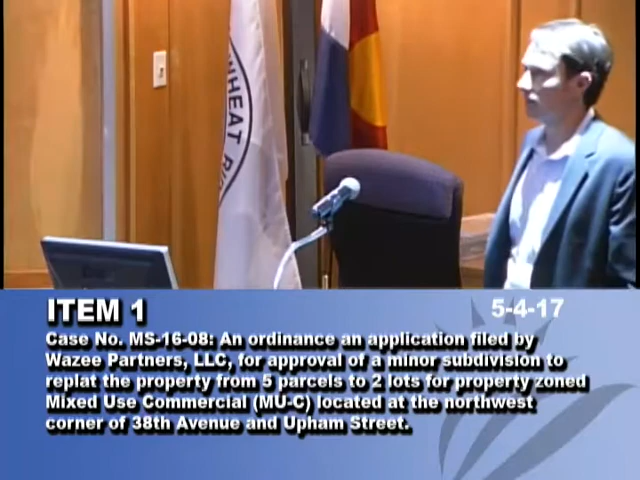 WHEAT RI
ITEM 1
5-4-17
Case No. MS-16-08: An ordinance an application filed by
Wazee Partners, LLC, for approval of a minor subdivision to
replat the property from 5 parcels to 2 lots for property zoned
Mixed Use Commercial (MU-C) located at the northwest
corner of 38th Avenue and Upham Street.